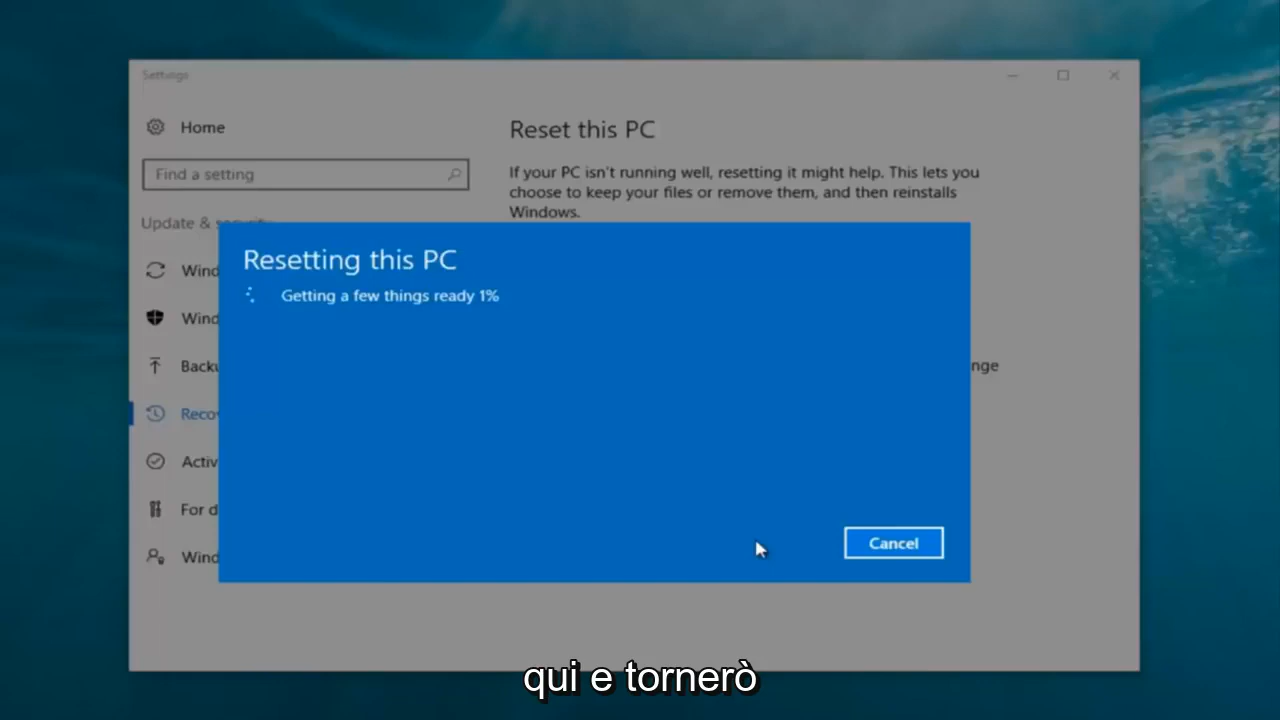 Settings
Home
Find a setting
Update & security
Wind
Wind
Backu
Recov
Activ
For d
Wind
Reset this PC
If your PC isn't running well, resetting it might help. This lets you
choose to keep your files or remove them, and then reinstalls
Windows.
nge
Resetting this PC
Getting a few things ready 1%
Cancel
qui e tornerò